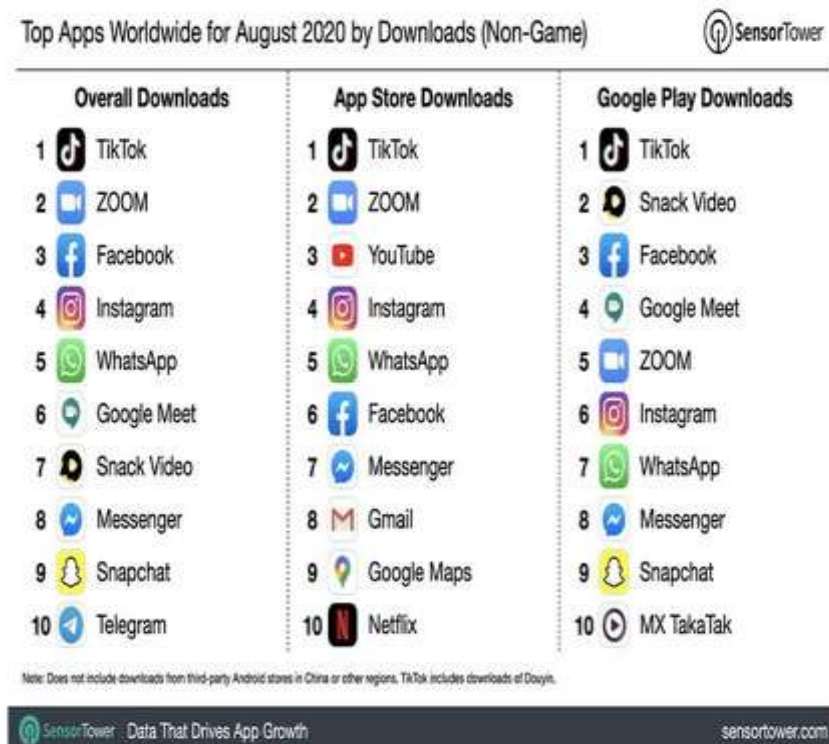 Top Apps Worldwide for August 2020 by Downloads (Non-Game)
SensorTower
Overall Downloads
1 TikTok
2 ZOOM
3 Facebook
4 Instagram
5 WhatsApp
6 Google Meet
7 Snack Video
8 Messenger
9 Snapchat
10 Telegram
App Store Downloads
1 TikTok
2 ZOOM
3 YouTube
4 Instagram
5 WhatsApp
6 Facebook
7 Messenger
8 Gmail
9 Google Maps
10 Netflix
Google Play Downloads
1 TikTok
2 Snack Video
3 Facebook
4 Google Meet
5 ZOOM
6 Instagram
7 WhatsApp
8 Messenger
9 Snapchat
10 MX TakaTak
Note: Does not include downloads from third-party Android stores in China or other regions. TikTok includes downloads of Douyin.
SensorTower Data That Drives App Growth
sensortower.com